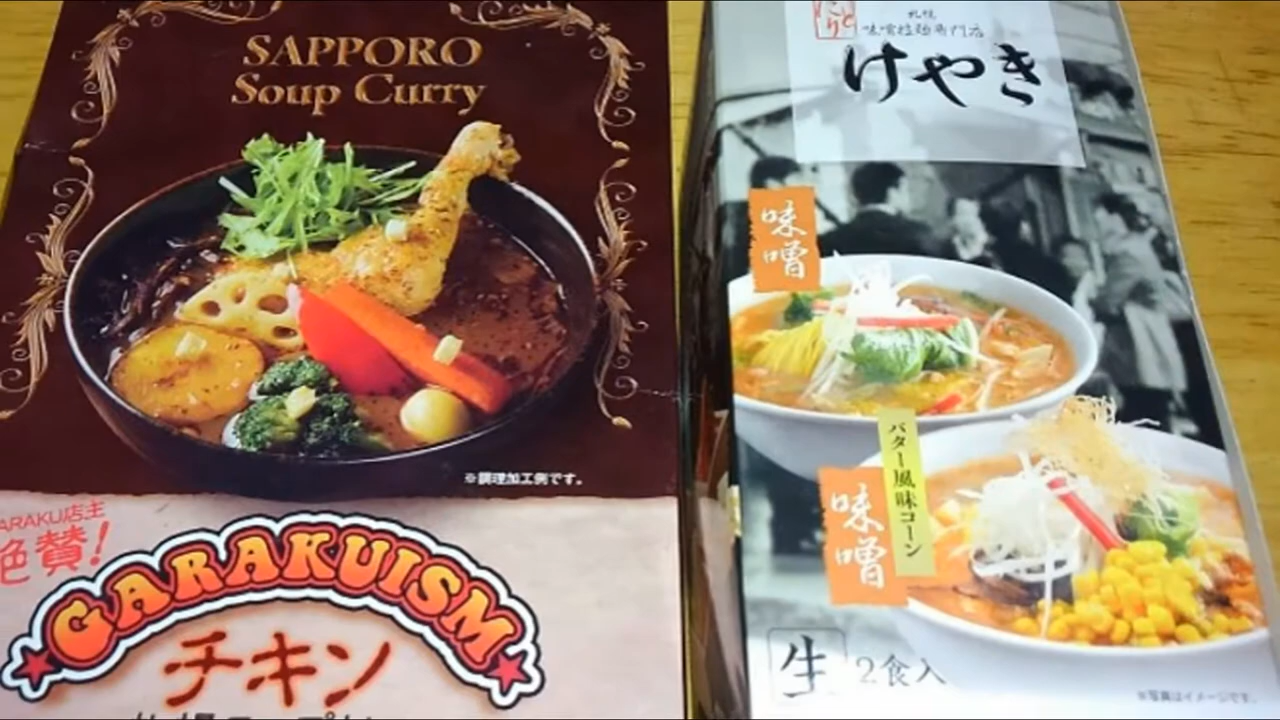 SAPPORO
Soup Curry
※調理加工例です。
ARAKU店主
絶賛!
GARAKUISM
チキン
札幌
味噌拉麺専門店
けやき
味噌
バター風味コーン
味噌
生
2食入
※写真はイメージです。